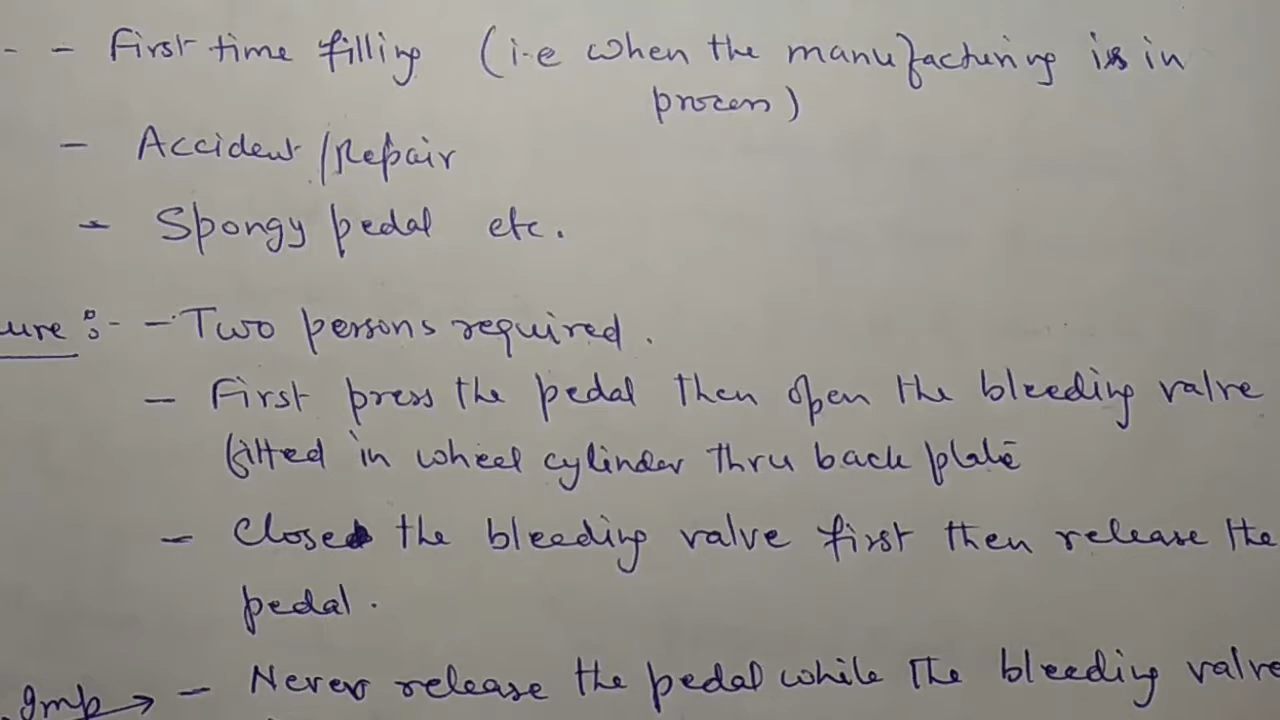 - - First time filling (i.e when the manufacturing is in
process)
- Accident/Repair
- Spongy pedal etc.
ure :- - Two persons required.
- First press the pedal then open the bleeding valve
fitted in wheel cylinder thru back plate
- Close the bleeding valve first then release the
pedal.
Imp → - Never release the pedal while the bleeding valve